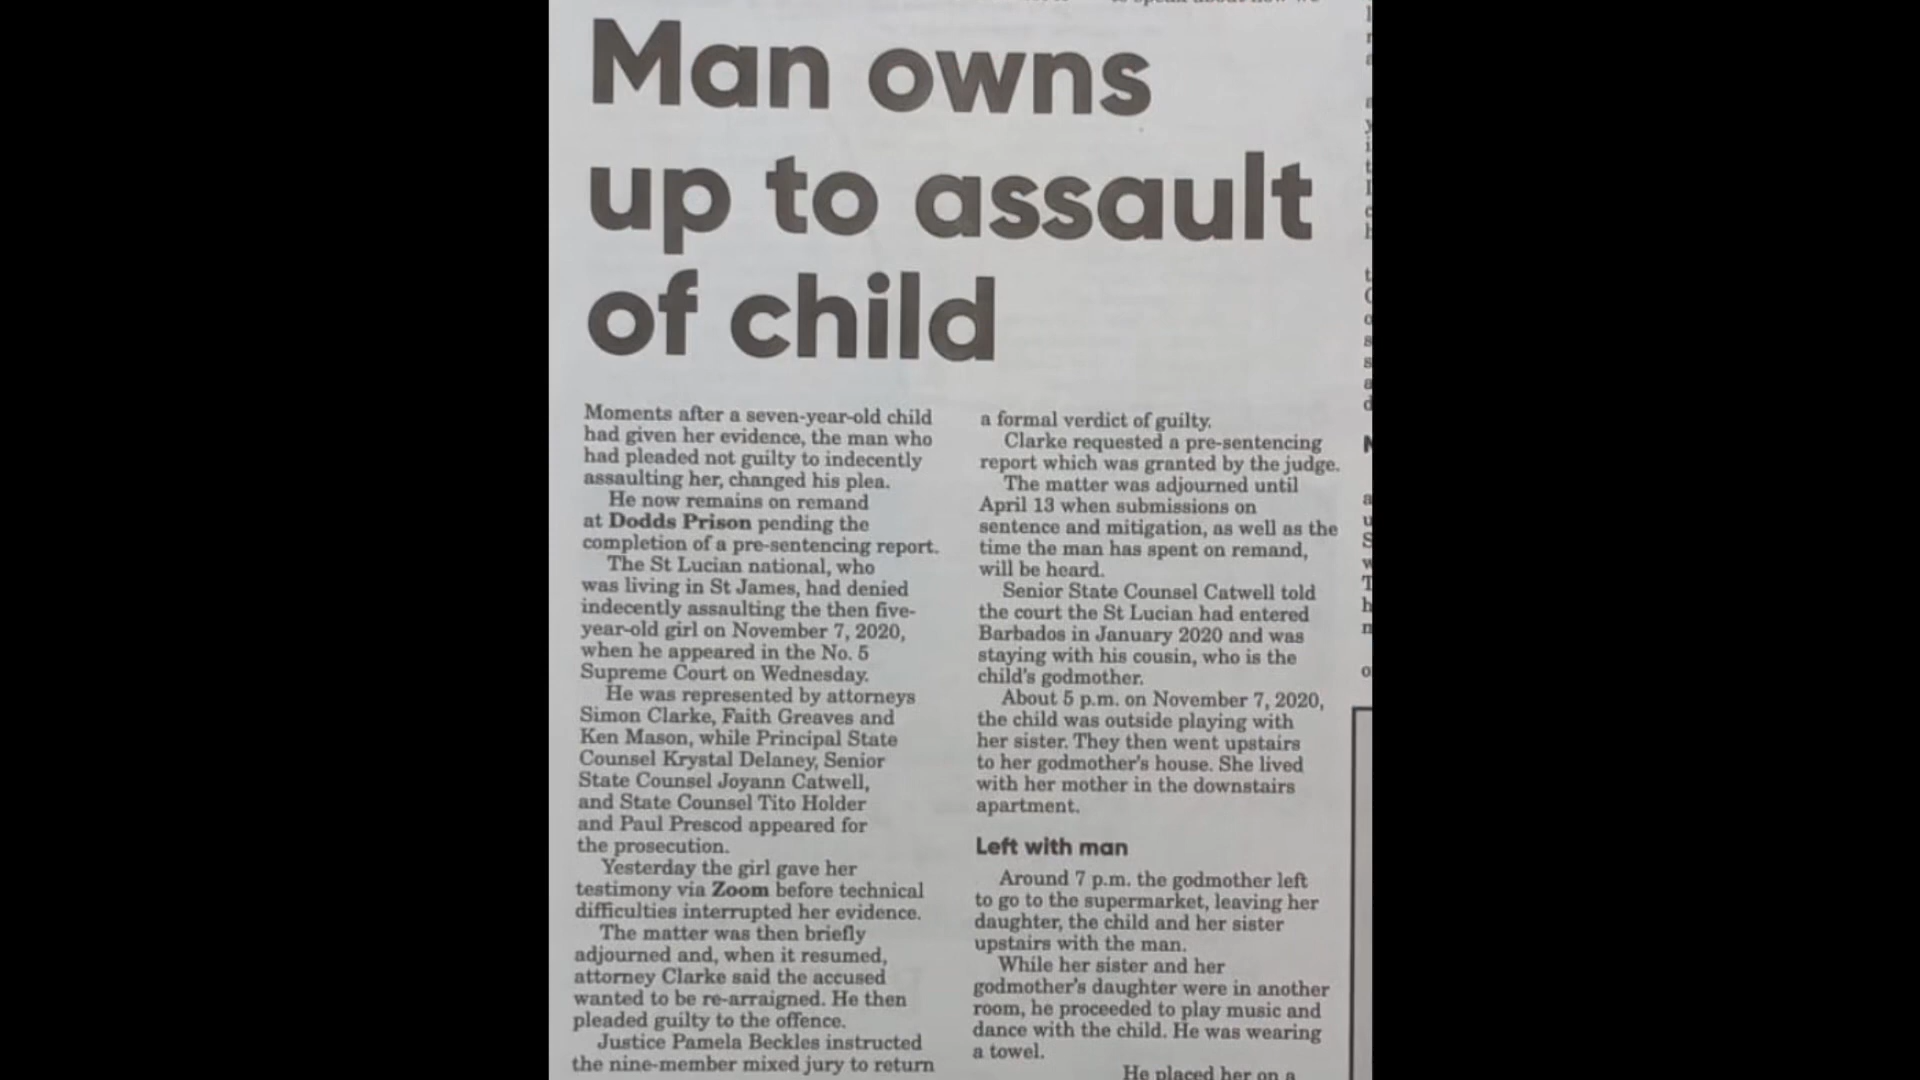 Man owns
up to assault
of child
Moments after a seven-year-old child
had given her evidence, the man who
had pleaded not guilty to indecently
assaulting her, changed his plea.
He now remains on remand
at Dodds Prison pending the
completion of a pre-sentencing report.
The St Lucian national, who
was living in St James, had denied
indecently assaulting the then five-
year-old girl on November 7, 2020,
when he appeared in the No. 5
Supreme Court on Wednesday.
He was represented by attorneys
Simon Clarke, Faith Greaves and
Ken Mason, while Principal State
Counsel Krystal Delaney, Senior
State Counsel Joyann Catwell,
and State Counsel Tito Holder
and Paul Prescod appeared for
the prosecution.
Yesterday the girl gave her
testimony via Zoom before technical
difficulties interrupted her evidence.
The matter was then briefly
adjourned and, when it resumed,
attorney Clarke said the accused
wanted to be re-arraigned. He then
pleaded guilty to the offence.
Justice Pamela Beckles instructed
the nine-member mixed jury to return
a formal verdict of guilty.
Clarke requested a pre-sentencing
report which was granted by the judge.
The matter was adjourned until
April 13 when submissions on
sentence and mitigation, as well as the
time the man has spent on remand,
will be heard.
Senior State Counsel Catwell told
the court the St Lucian had entered
Barbados in January 2020 and was
staying with his cousin, who is the
child's godmother.
About 5 p.m. on November 7, 2020,
the child was outside playing with
her sister. They then went upstairs
to her godmother's house. She lived
with her mother in the downstairs
apartment.
Left with man
Around 7 p.m. the godmother left
to go to the supermarket, leaving her
daughter, the child and her sister
upstairs with the man.
While her sister and her
godmother's daughter were in another
room, he proceeded to play music and
dance with the child. He was wearing
a towel.
He placed her on a